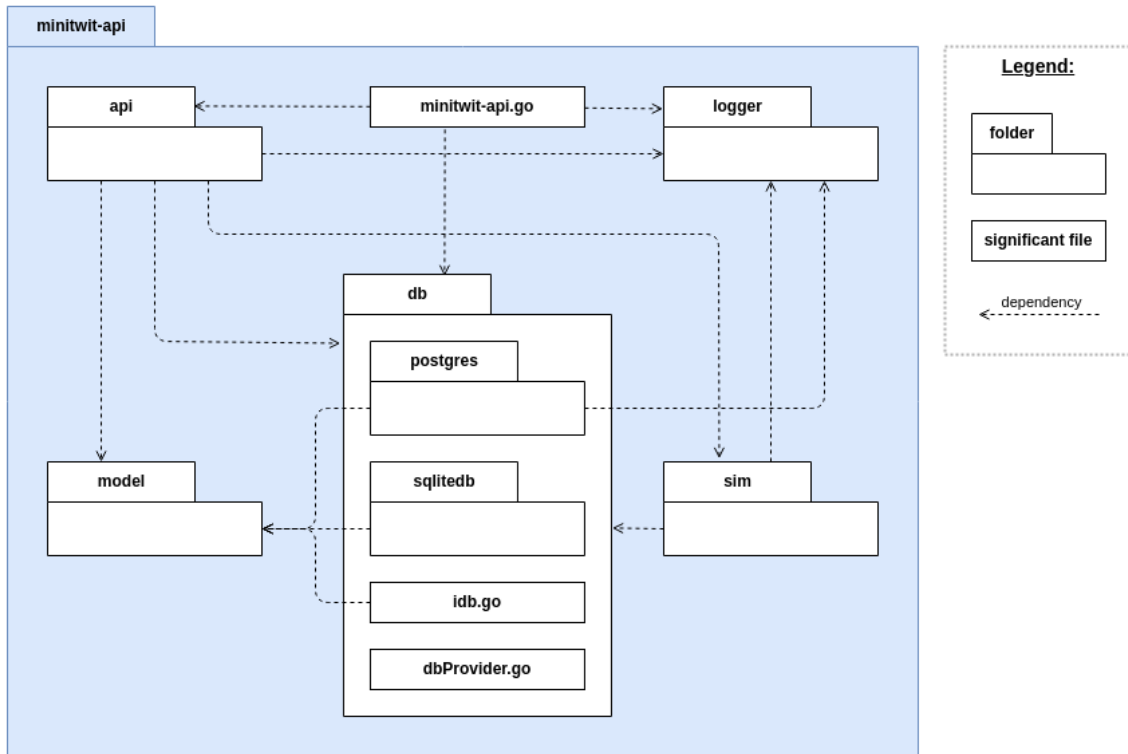 minitwit-api
Legend:
api
minitwit-api.go
logger
folder
significant file
dependency
db
postgres
model
sqlitedb
sim
idb.go
dbProvider.go